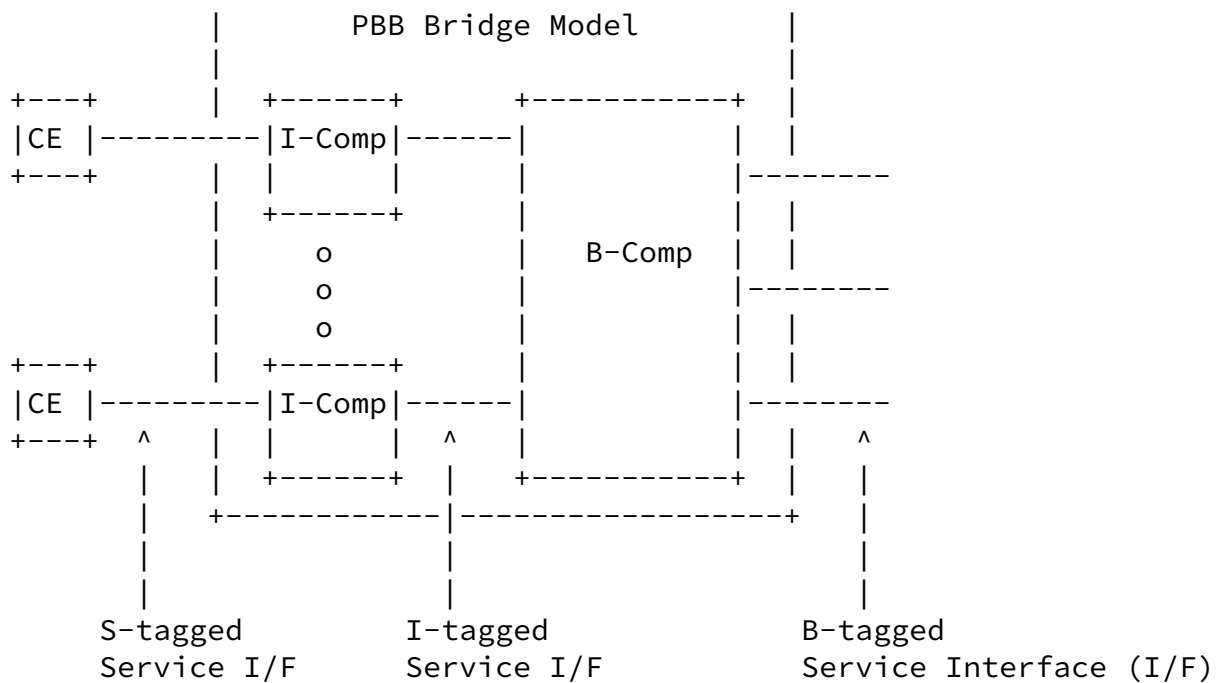 PBB Bridge Model
CE
I-Comp
o
B-Comp
o
o
CE
I-Comp
S-tagged I-tagged B-tagged
Service I/F Service I/F Service Interface (I/F)